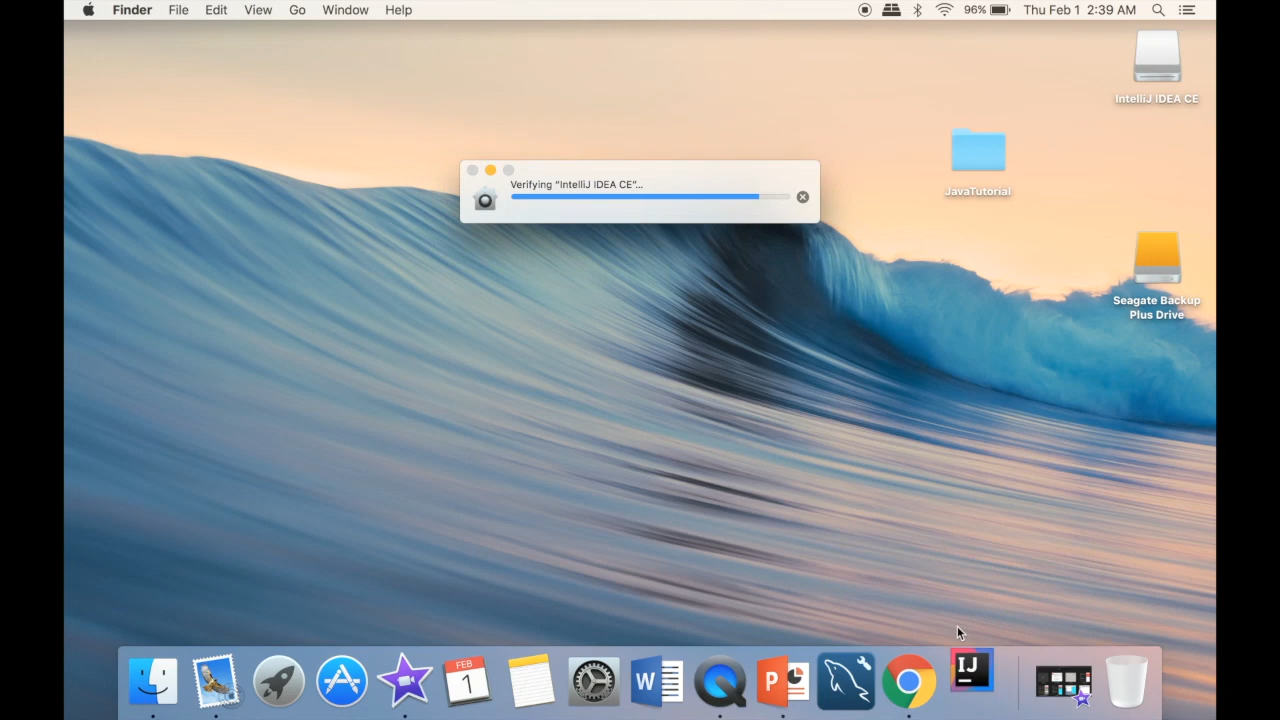 Finder File Edit View Go Window Help 96% Thu Feb 1 2:39 AM
IntelliJ IDEA CE
JavaTutorial
Verifying “IntelliJ IDEA CE”...
Seagate Backup
Plus Drive
FEB
1
W
P
IJ